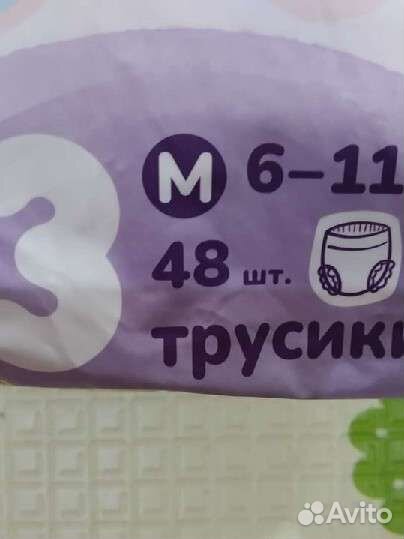 3
M 6–11
48 шт.
трусики
Avito